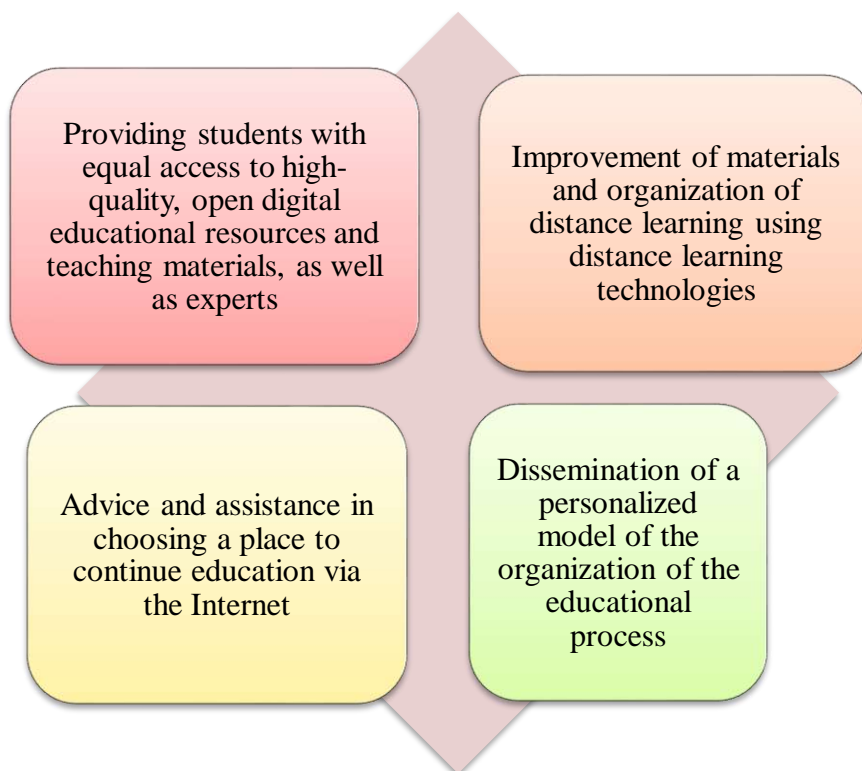 Providing students with
equal access to high-
quality, open digital
educational resources and
teaching materials, as well
as experts
Improvement of materials
and organization of
distance learning using
distance learning
technologies
Advice and assistance in
choosing a place to
continue education via
the Internet
Dissemination of a
personalized
model of the
organization of the
educational
process